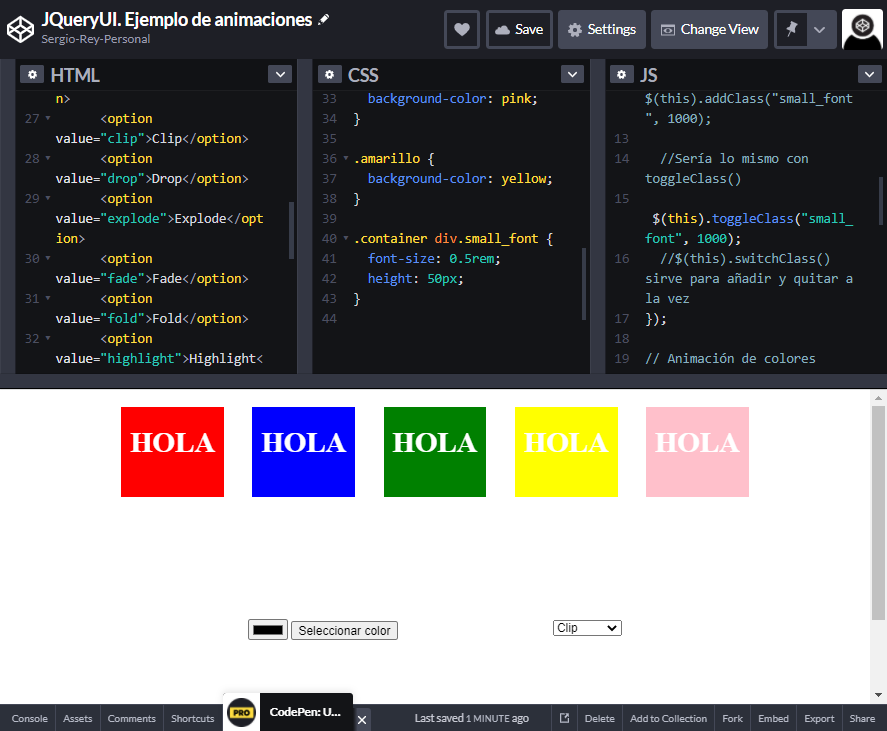 JQueryUI. Ejemplo de animaciones
Sergio-Rey-Personal
Save
Settings
Change View
HTML
n>
27 <option
value="clip">Clip</option>
28 <option
value="drop">Drop</option>
29 <option
value="explode">Explode</opt
ion>
30 <option
value="fade">Fade</option>
31 <option
value="fold">Fold</option>
32 <option
value="highlight">Highlight<
CSS
33 background-color: pink;
34 }
35
36 .amarillo {
37 background-color: yellow;
38 }
39
40 .container div.small_font {
41 font-size: 0.5rem;
42 height: 50px;
43 }
44
JS
$(this).addClass("small_font
", 1000);
13
14 //Sería lo mismo con
toggleClass()
15
$(this).toggleClass("small_
font", 1000);
16 //$(this).switchClass()
sirve para añadir y quitar a
la vez
17 });
18
19 // Animación de colores
HOLA HOLA HOLA HOLA HOLA
Seleccionar color
Clip
Console Assets Comments Shortcuts
PRO CodePen: U...
Last saved 1 MINUTE ago
Delete Add to Collection Fork Embed Export Share